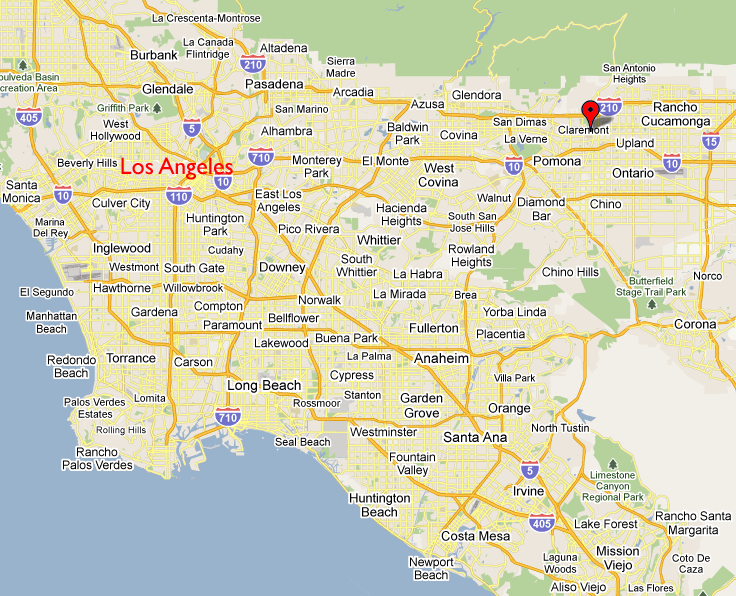 La Crescenta-Montrose
La Canada
Flintridge
Altadena
Burbank
Sierra
Madre
San Antonio
Heights
Sepulveda Basin
Recreation Area
210
Glendale
Pasadena
Arcadia
Azusa
Glendora
210
Rancho
Cucamonga
Griffith Park
San Marino
405
West
Hollywood
5
Alhambra
Baldwin
Park
San Dimas
Covina
La Verne
Claremont
Upland
15
Beverly Hills
Los Angeles
710
Monterey
Park
El Monte
West
Covina
10
Pomona
Ontario
10
Santa
Monica
10
10
110
Culver City
East Los
Angeles
Walnut
Diamond
Bar
Chino
Marina
Del Rey
Huntington
Park
Pico Rivera
Hacienda
Heights
South San
Jose Hills
Inglewood
Cudahy
Whittier
Rowland
Heights
Westmont
South Gate
Downey
South
Whittier
La Habra
Chino Hills
Butterfield
Stage Trail Park
Norco
El Segundo
Hawthorne
Willowbrook
La Mirada
Brea
Manhattan
Beach
Gardena
Compton
Norwalk
Yorba Linda
Bellflower
Paramount
Fullerton
Placentia
Corona
Lakewood
Buena Park
Redondo
Beach
Torrance
Carson
La Palma
Anaheim
Cypress
Villa Park
Long Beach
Stanton
Palos Verdes
Estates
Lomita
Rossmoor
Garden
Grove
Orange
710
Rolling Hills
Seal Beach
Westminster
Santa Ana
North Tustin
Rancho
Palos Verdes
Fountain
Valley
5
Limestone
Canyon
Regional Park
Irvine
Huntington
Beach
405
Lake Forest
Rancho Santa
Margarita
Costa Mesa
Mission
Viejo
Newport
Beach
Laguna
Woods
Coto De
Caza
Aliso Viejo
Las Flores